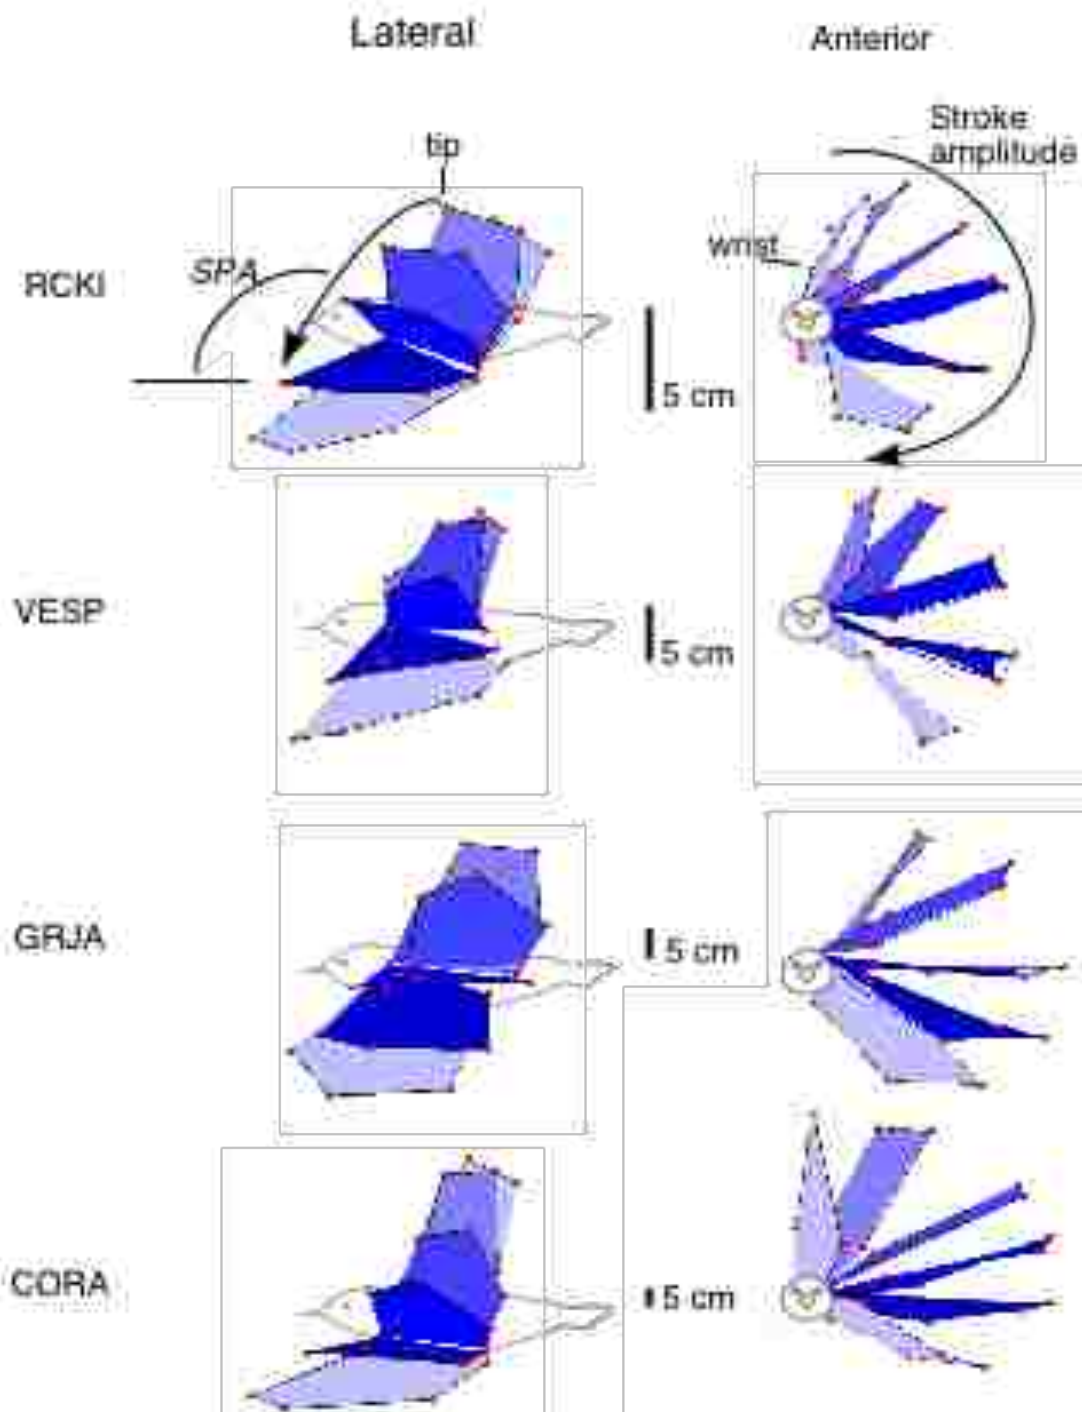 Lateral
Anterior
Stroke
amplitude
tip
wrist
SPA
RCKI
5 cm
VESP
5 cm
GRJA
5 cm
CORA
5 cm